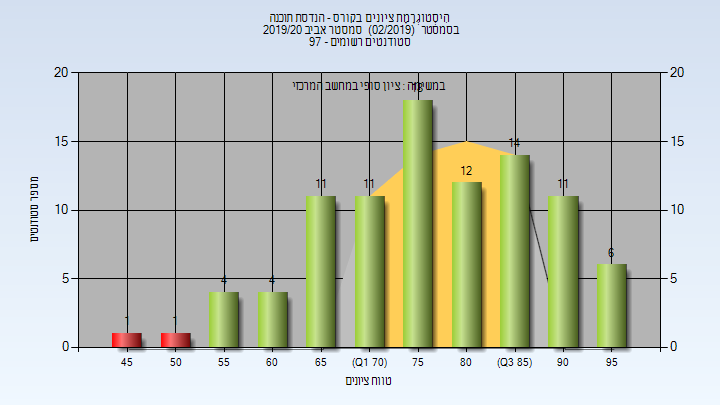 היסטוגרמת ציונים בקורס - הנדסת תוכנה
בסמסטר (02/2019) סמסטר אביב 2019/20
סטודנטים רשומים - 97
במשימה : ציון סופי במחשב המרכזי
20 20
15 15
10 10
5 5
0 0
1 1 4 4 11 11 18 12 14 11 6
45 50 55 60 65 (Q1 70) 75 80 (Q3 85) 90 95
מספר סטודנטים
טווח ציונים